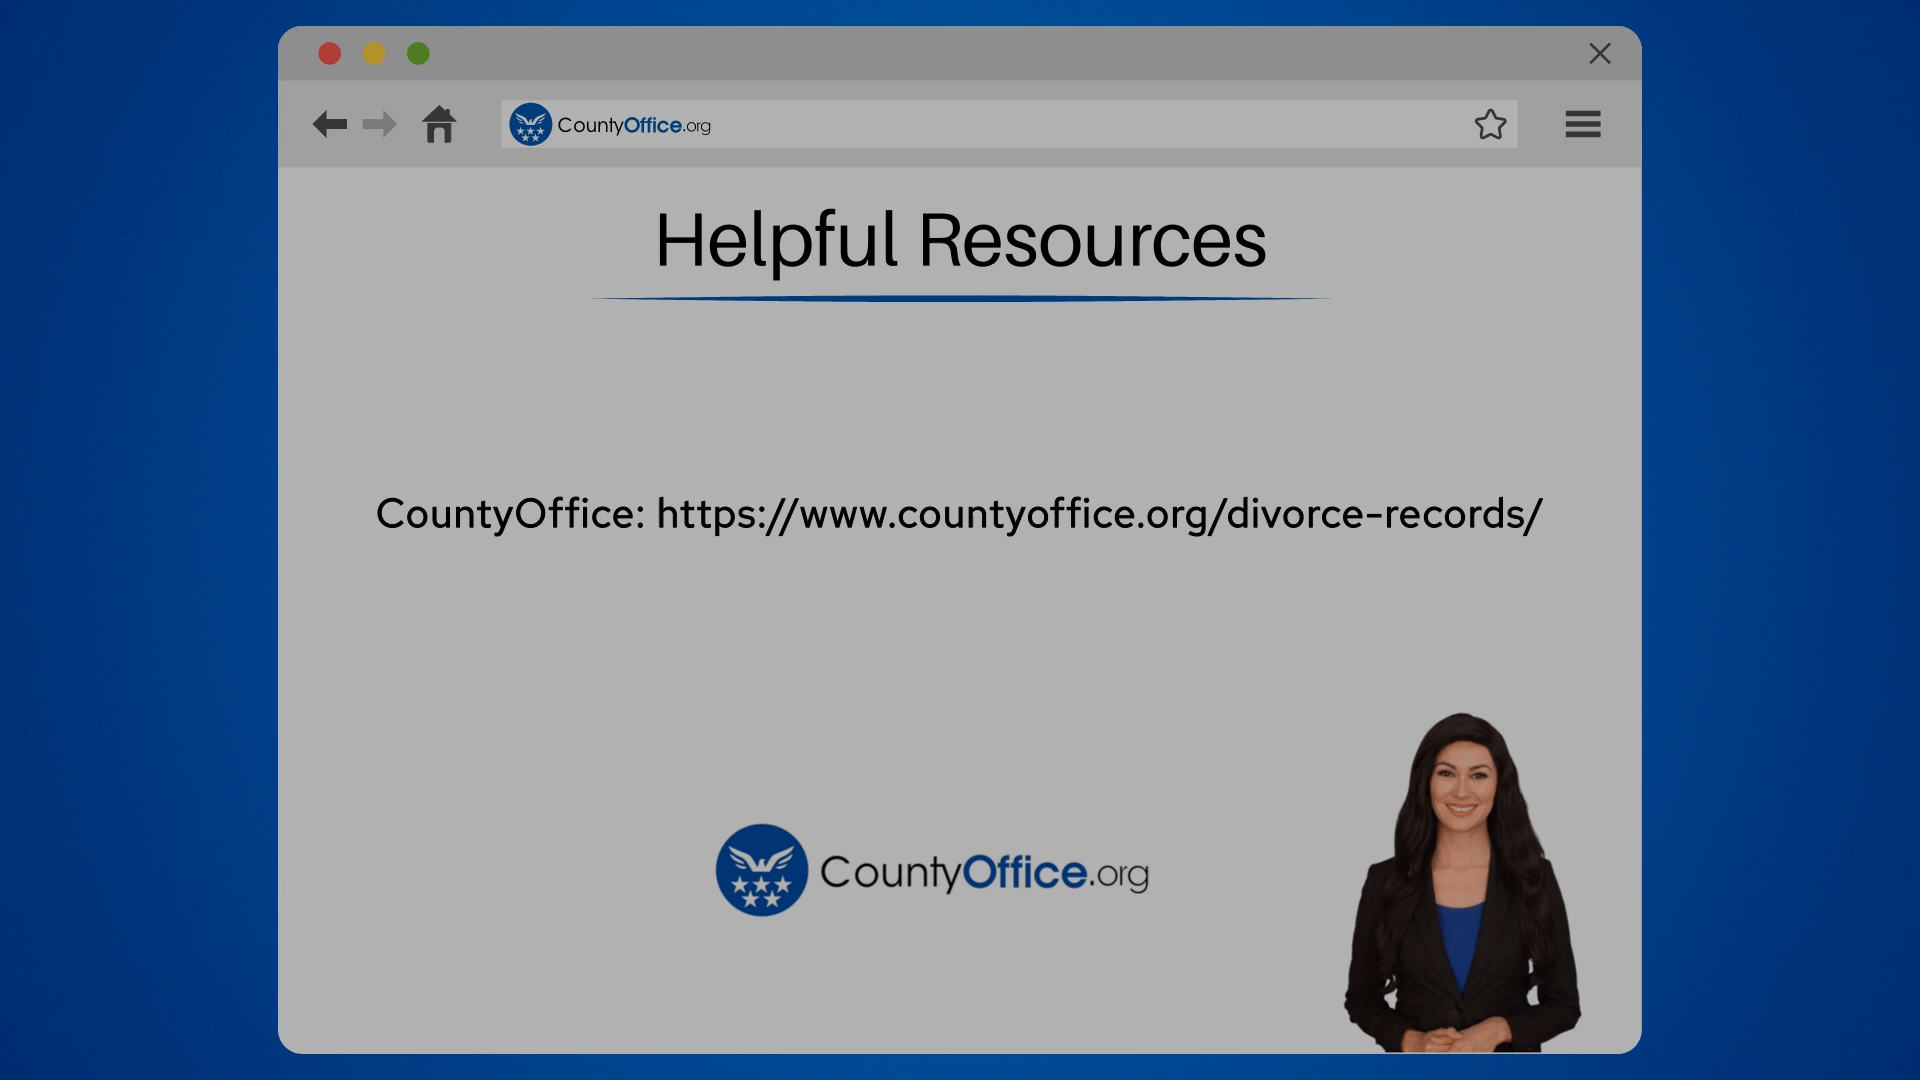 CountyOffice.org
Helpful Resources
CountyOffice: https://www.countyoffice.org/divorce-records/
CountyOffice.org